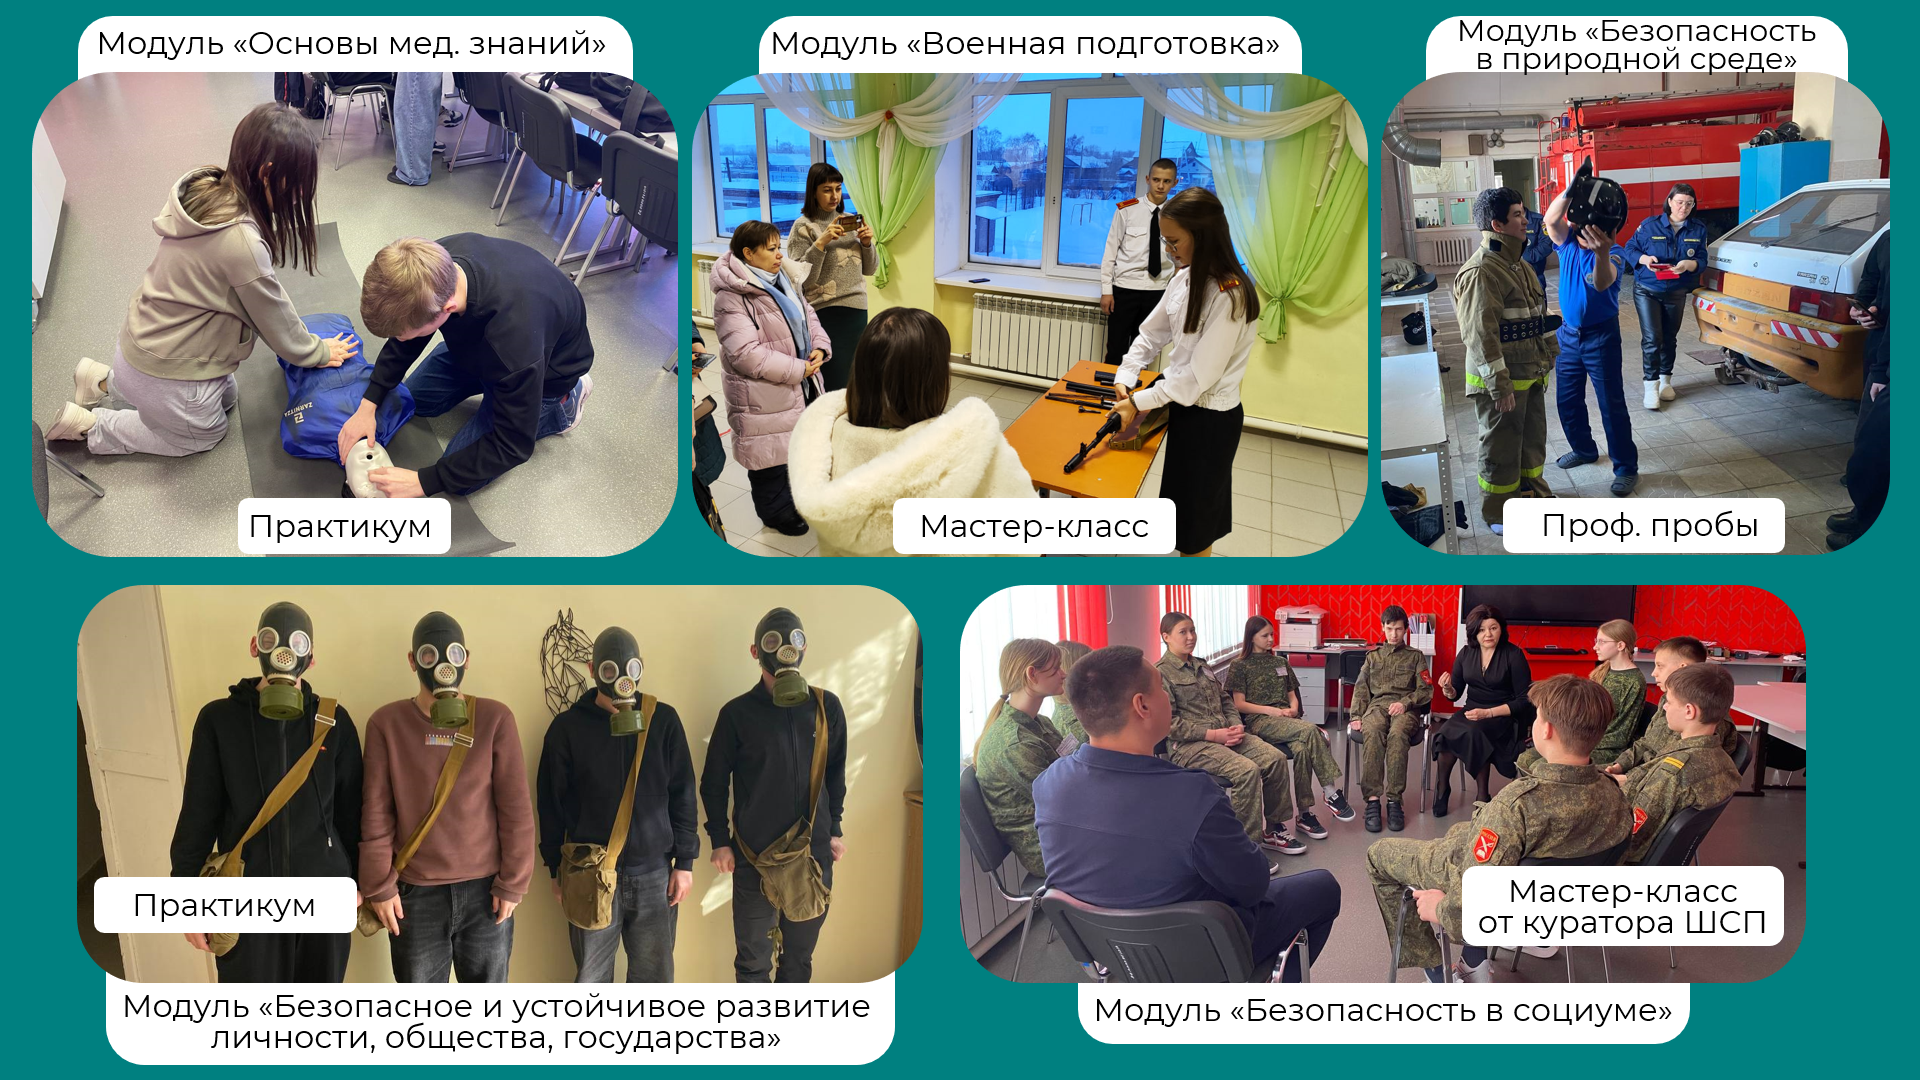 Модуль «Основы мед. знаний»
Модуль «Военная подготовка»
Модуль «Безопасность
в природной среде»
ZARNITZA
Практикум
Мастер-класс
Проф. пробы
Практикум
Мастер-класс
от куратора ШСП
Модуль «Безопасное и устойчивое развитие
личности, общества, государства»
Модуль «Безопасность в социуме»